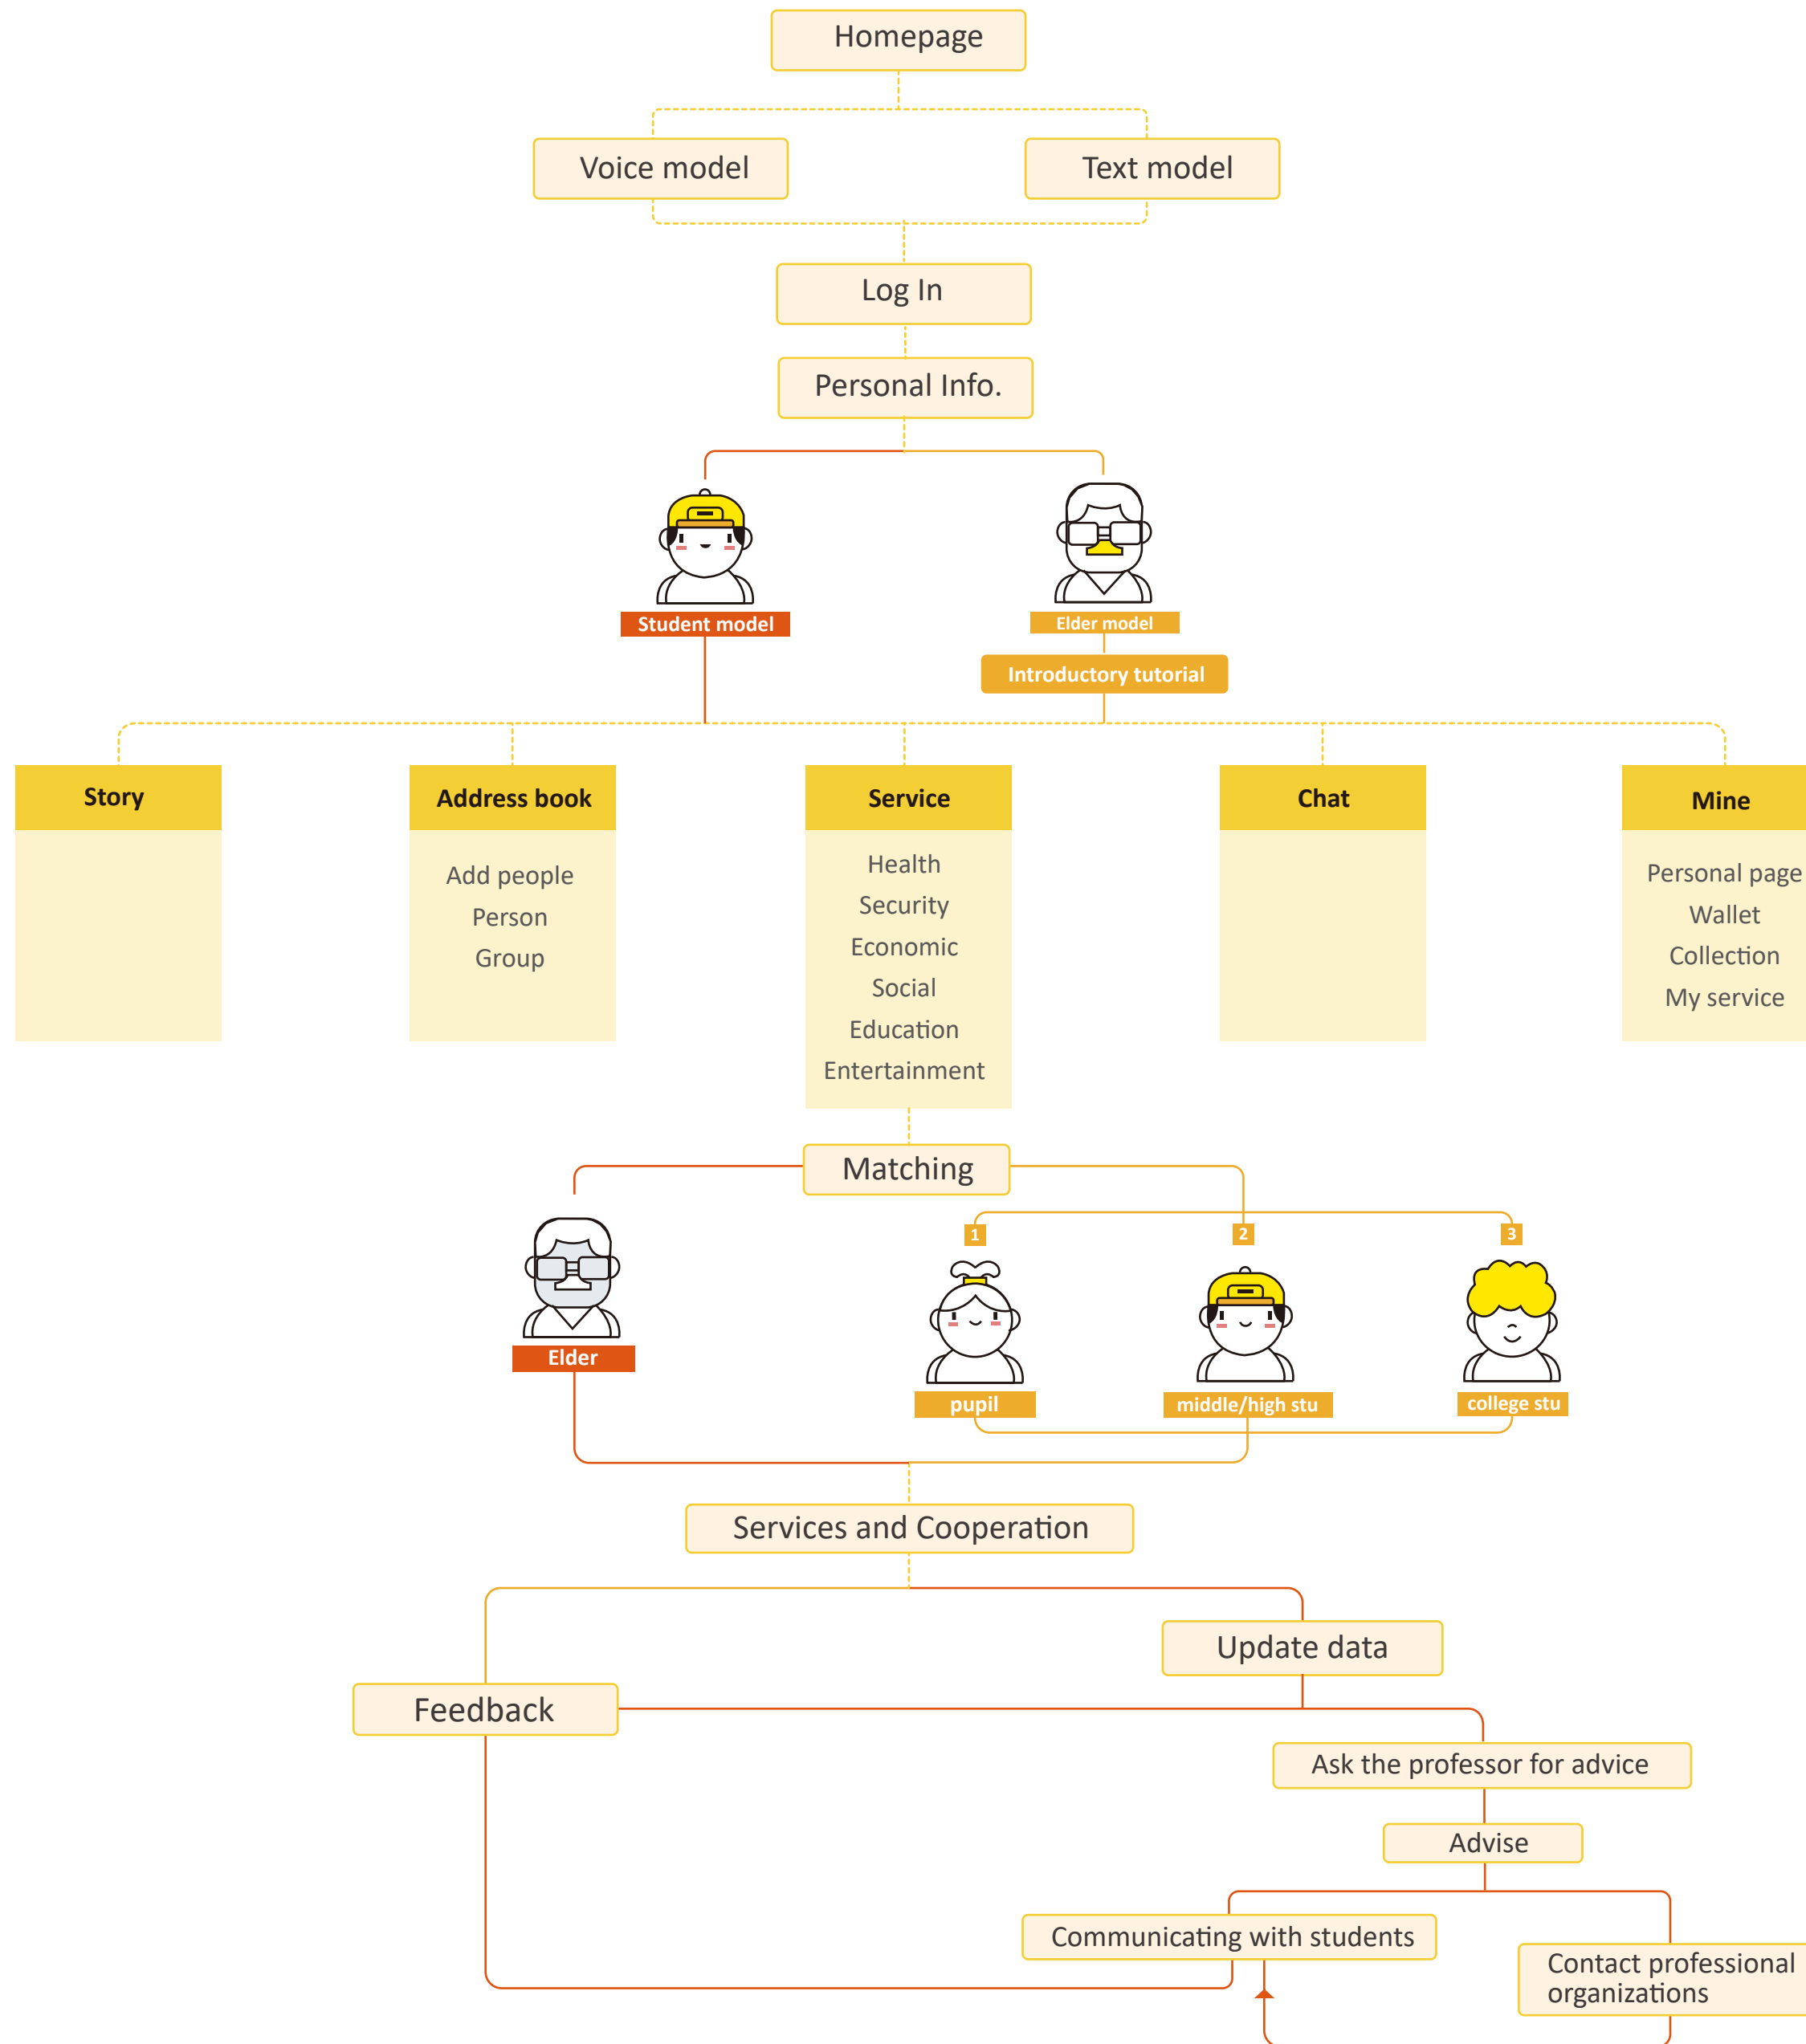 Homepage
Voice model
Text model
Log In
Personal Info.
Student model
Elder model
Introductory tutorial
Story
Address book
Add people
Person
Group
Service
Health
Security
Economic
Social
Education
Entertainment
Chat
Mine
Personal page
Wallet
Collection
My service
Matching
Elder
1
pupil
2
middle/high stu
3
college stu
Services and Cooperation
Update data
Feedback
Ask the professor for advice
Advise
Communicating with students
Contact professional
organizations